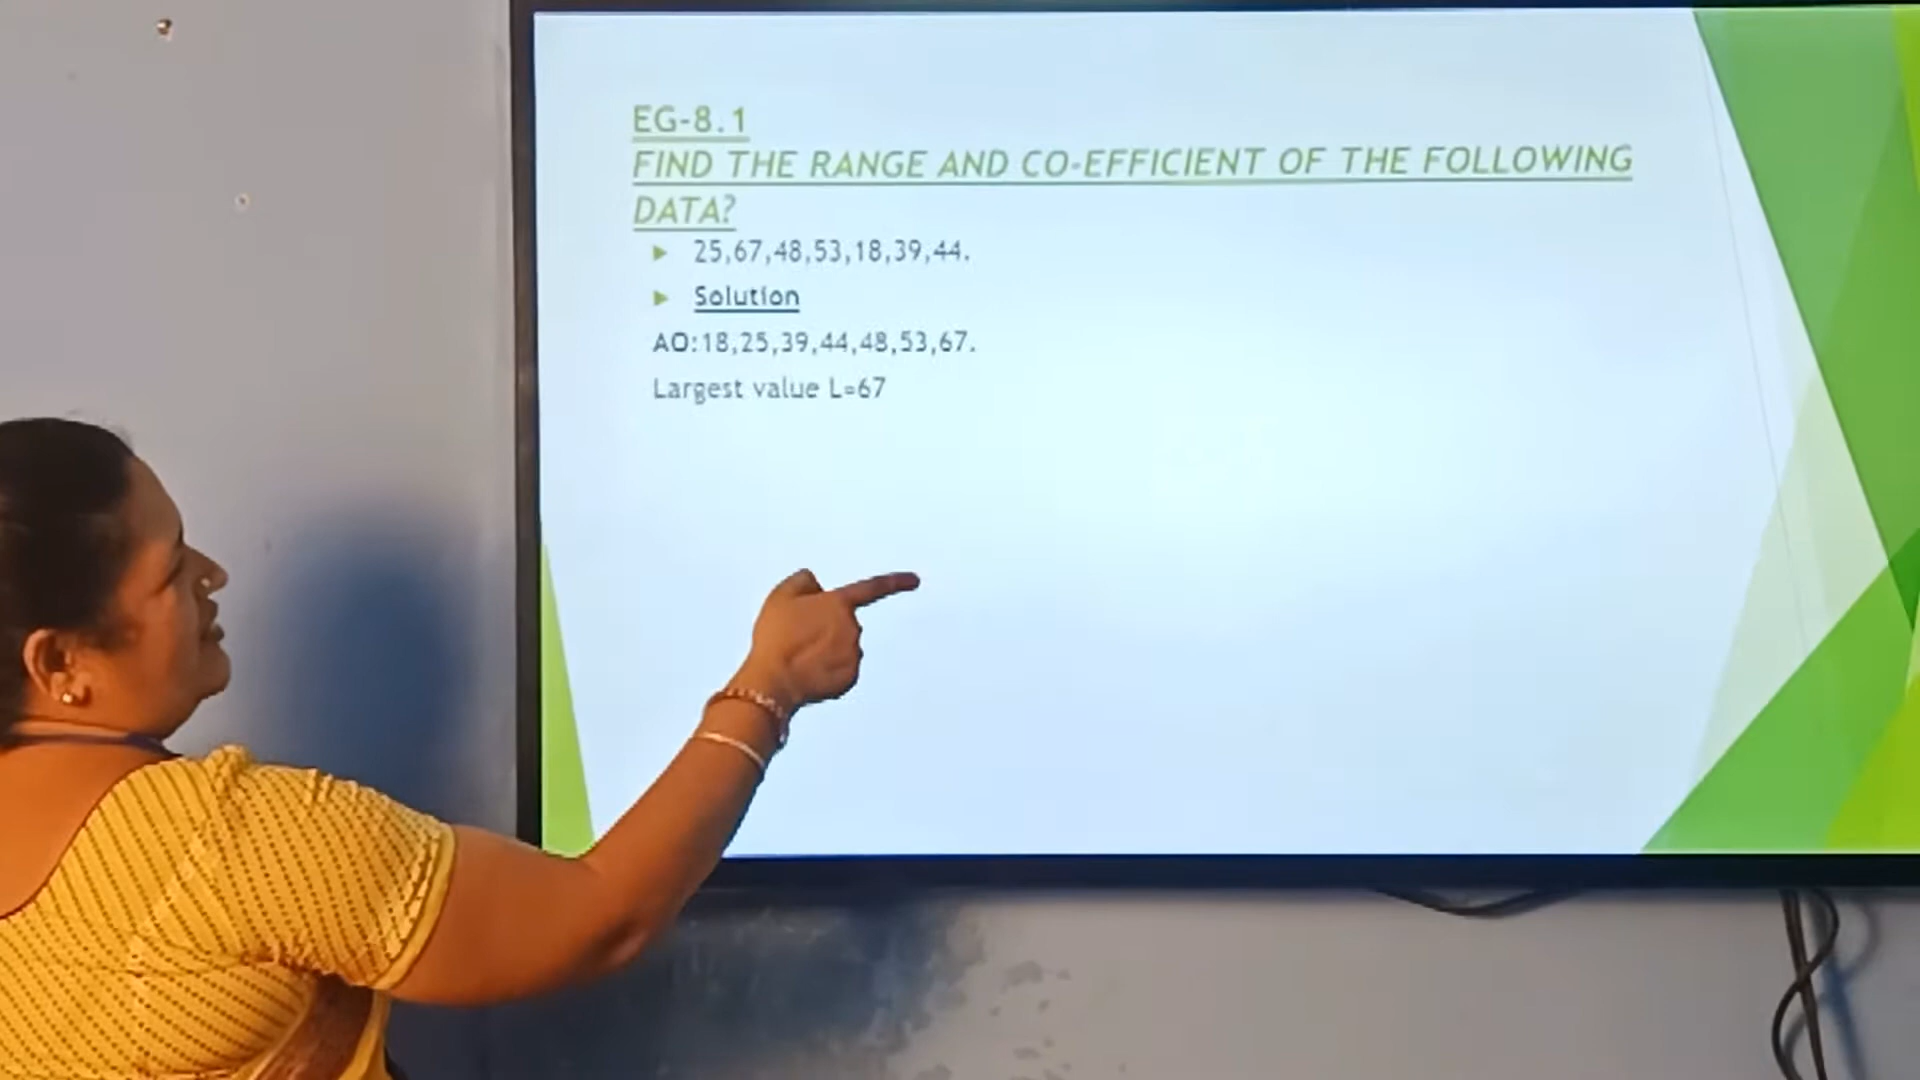 EG-8.1
FIND THE RANGE AND CO-EFFICIENT OF THE FOLLOWING
DATA?
25,67,48,53,18,39,44.
Solution
AO:18,25,39,44,48,53,67.
Largest value L=67